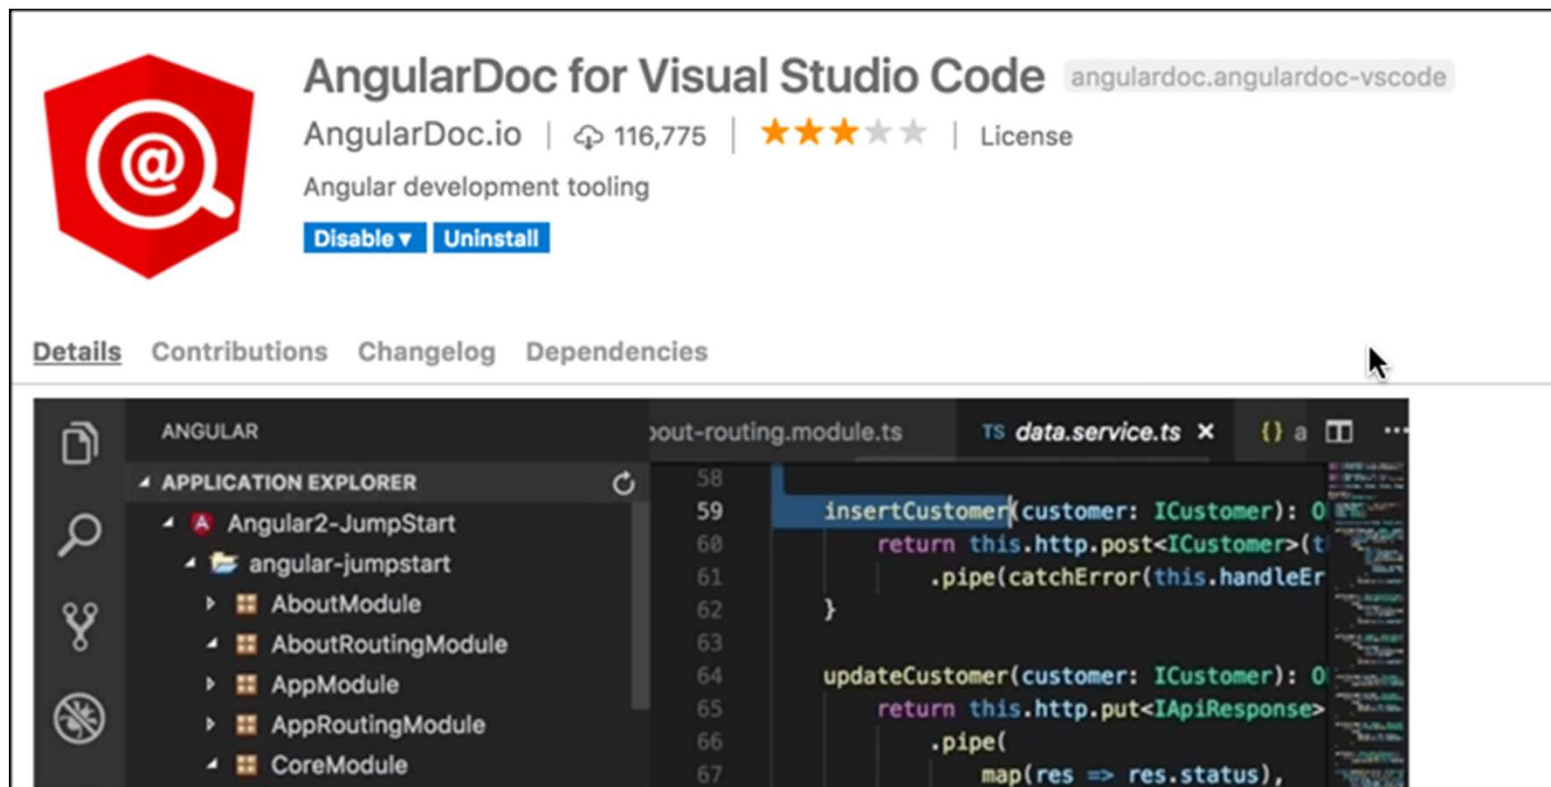 AngularDoc for Visual Studio Code angulardoc.angulardoc-vscode
AngularDoc.io | 116,775 | | License
Angular development tooling
Disable ▾ Uninstall
Details Contributions Changelog Dependencies
ANGULAR
APPLICATION EXPLORER
Angular2-JumpStart
angular-jumpstart
AboutModule
AboutRoutingModule
AppModule
AppRoutingModule
CoreModule
out-routing.module.ts TS data.service.ts × {} a ...
58
59 insertCustomer(customer: ICustomer): O
60 return this.http.post<ICustomer>(t
61 .pipe(catchError(this.handleEr
62 }
63
64 updateCustomer(customer: ICustomer): O
65 return this.http.put<IApiResponse>
66 .pipe(
67 map(res => res.status),